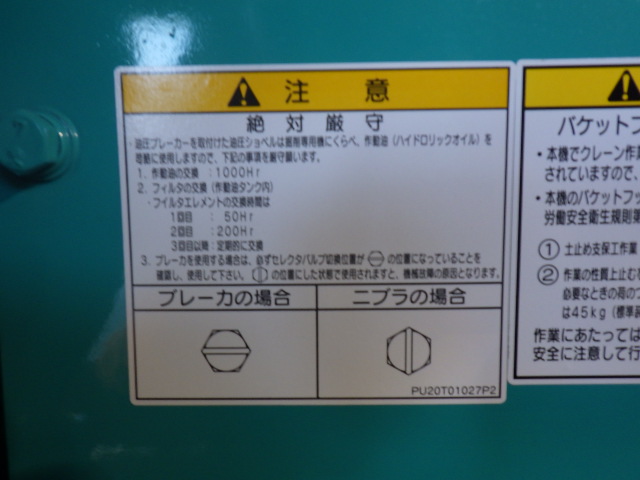 注意
絶対厳守
・油圧ブレーカーを取付けた油圧ショベルは掘削専用機にくらべ、作動油(ハイドロリックオイル)を
苛酷に使用しますので、下記の事項を厳守願います。
1. 作動油の交換 :1000Hr
2. フィルタの交換(作動油タンク内)
・フイルタエレメントの交換時間は
1回目 : 50Hr
2回目 :200Hr
3回目以降:定期的に交換
3. ブレーカを使用する場合は、必ずセレクタバルブ切換位置が の位置になっていることを
確認し、使用して下さい。 の位置にした状態で使用されますと、機械故障の原因となります。
ブレーカの場合
ニブラの場合
PU20T01027P2
バケットフ
・本機でクレーン作業
されていますので、
・本機のバケットフッ
労働安全衛生規則第
① 土止め支保工作業
② 作業の性質上止むを
必要なときの荷のつ
は45kg(標準装
作業にあたっては
安全に注意して行